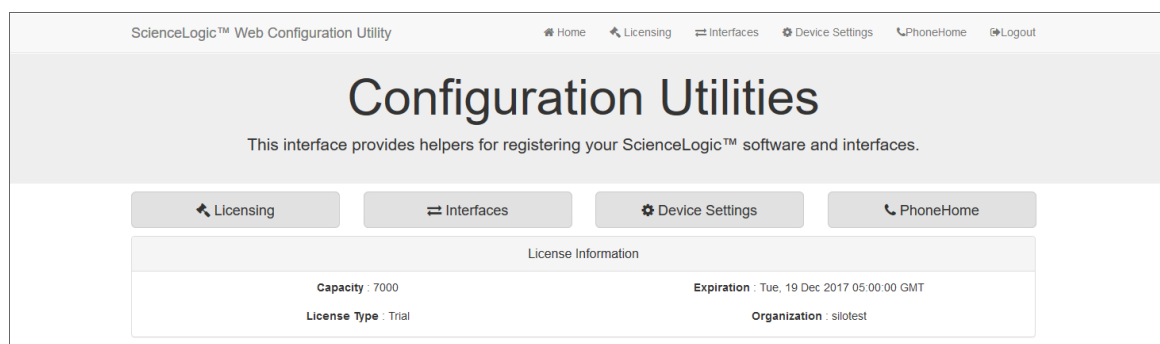 ScienceLogic™ Web Configuration Utility Home Licensing Interfaces Device Settings PhoneHome Logout
Configuration Utilities
This interface provides helpers for registering your ScienceLogic™ software and interfaces.
Licensing Interfaces Device Settings PhoneHome
License Information
Capacity : 7000 Expiration : Tue, 19 Dec 2017 05:00:00 GMT
License Type : Trial Organization : silotest